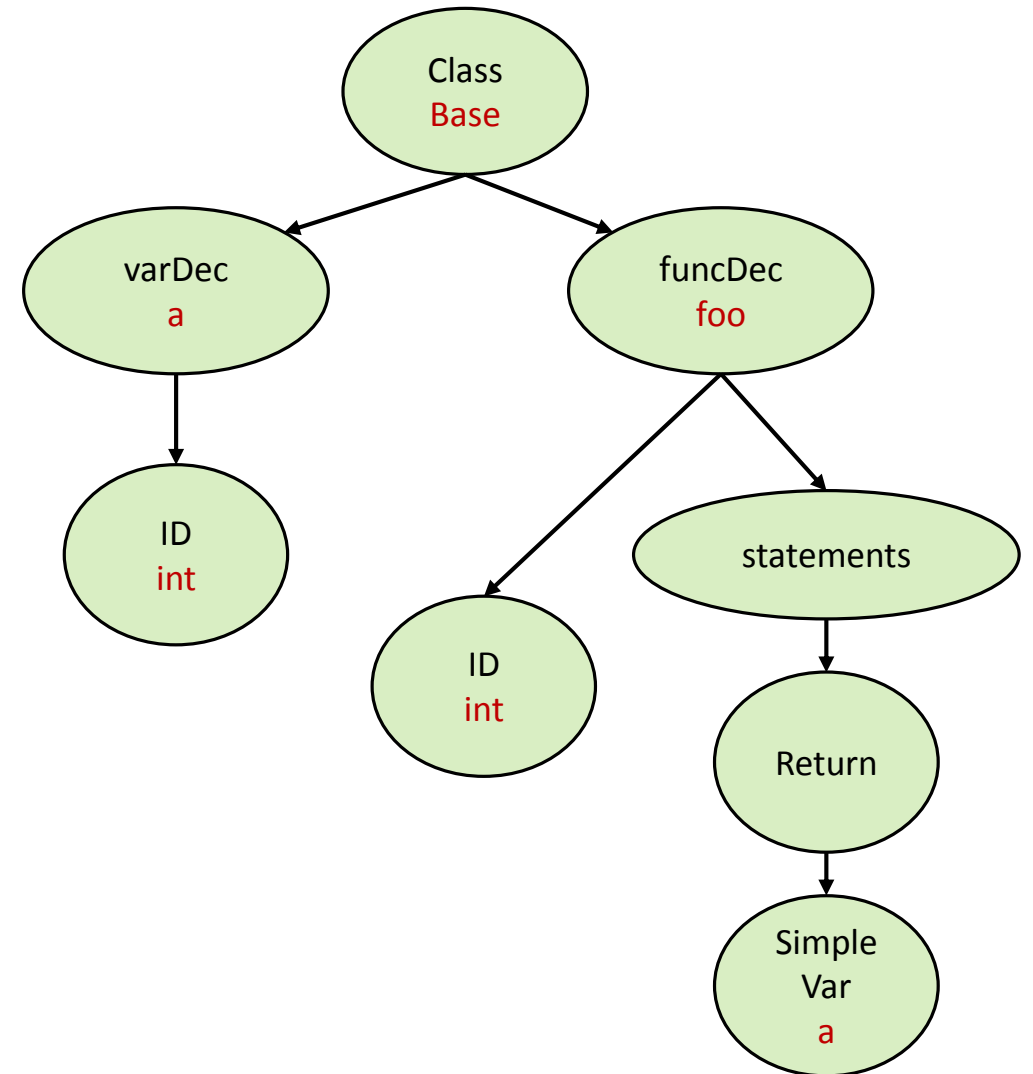 Class
Base
varDec
a
funcDec
foo
ID
int
statements
ID
int
Return
Simple
Var
a